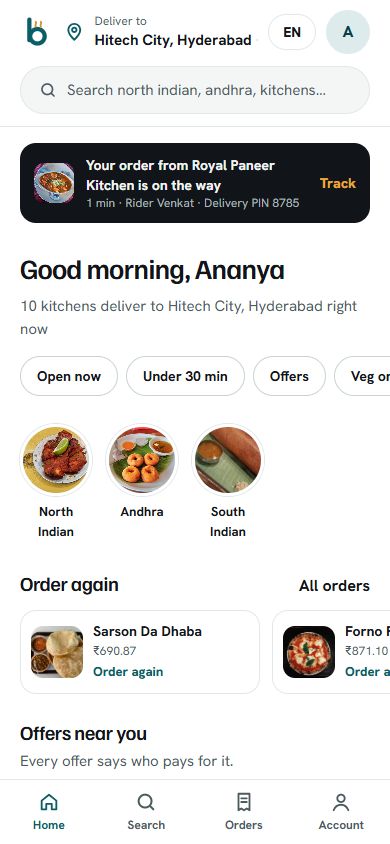 b
Deliver to
Hitech City, Hyderabad
EN
A
Search north indian, andhra, kitchens...
Your order from Royal Paneer
Kitchen is on the way
1 min · Rider Venkat · Delivery PIN 8785
Track
Good morning, Ananya
10 kitchens deliver to Hitech City, Hyderabad right
now
Open now
Under 30 min
Offers
Veg or
North
Indian
Andhra
South
Indian
Order again
All orders
Sarson Da Dhaba
₹690.87
Order again
Forno
₹871.10
Order a
Offers near you
Every offer says who pays for it.
Home
Search
Orders
Account